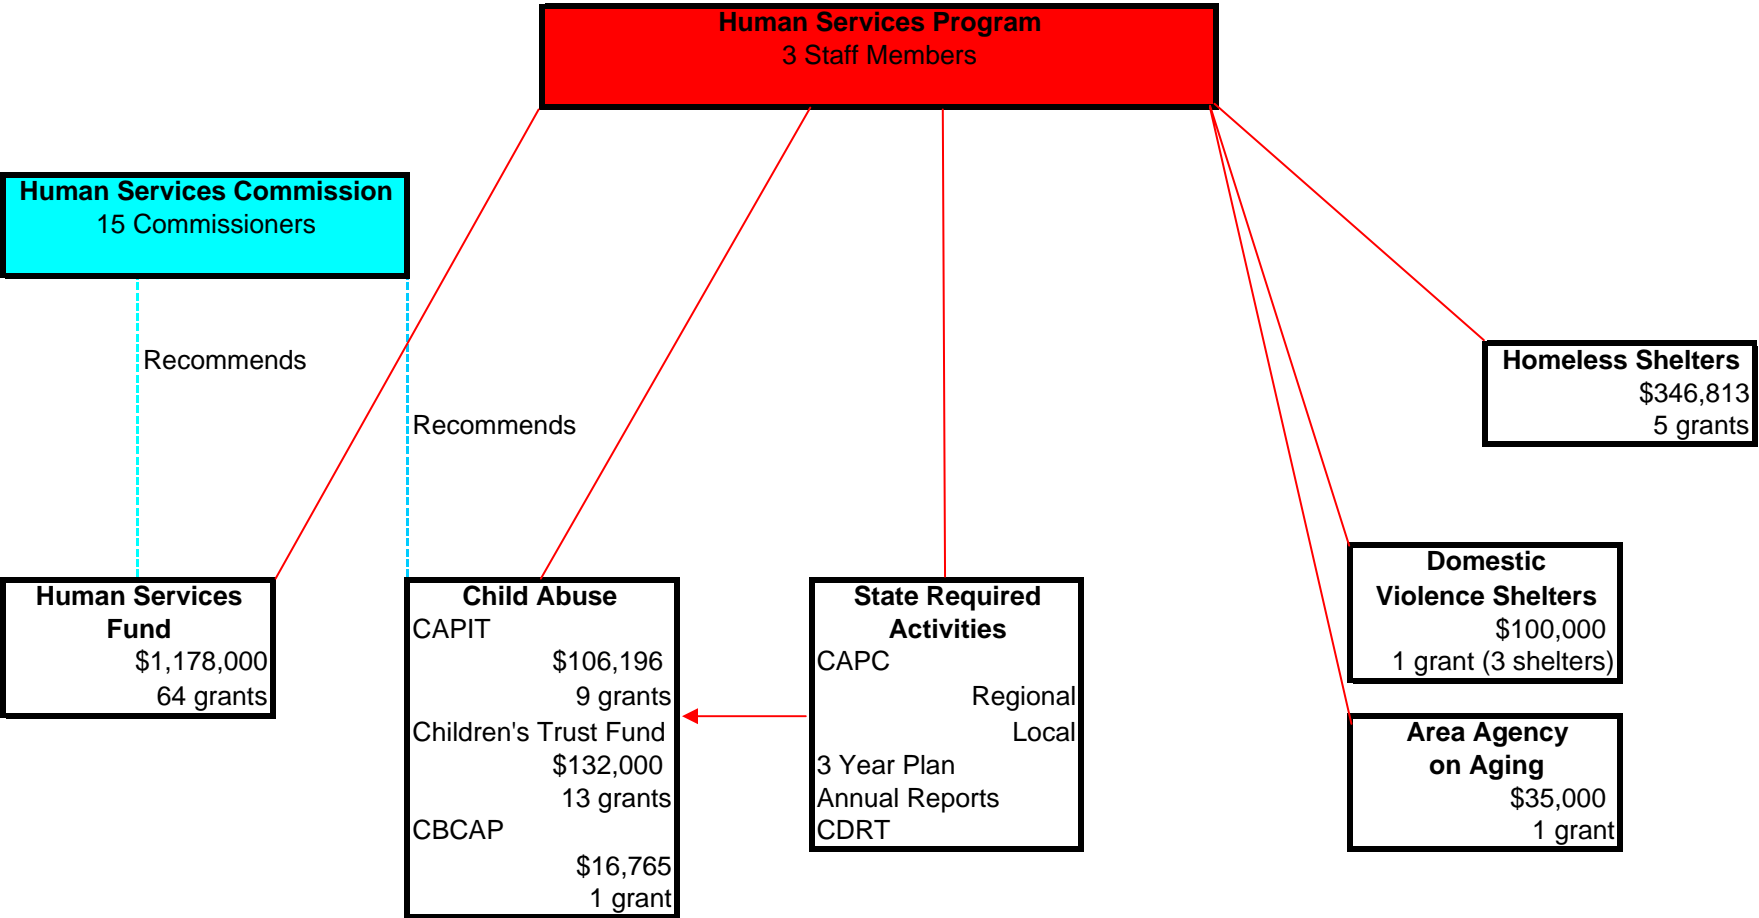 Human Services Program
3 Staff Members
Human Services Commission
15 Commissioners
Recommends
Recommends
Homeless Shelters
$346,813
5 grants
Human Services
Fund
$1,178,000
64 grants
Child Abuse
CAPIT
$106,196
9 grants
Children's Trust Fund
$132,000
13 grants
CBCAP
$16,765
1 grant
State Required
Activities
CAPC
Regional
Local
3 Year Plan
Annual Reports
CDRT
Domestic
Violence Shelters
$100,000
1 grant (3 shelters)
Area Agency
on Aging
$35,000
1 grant